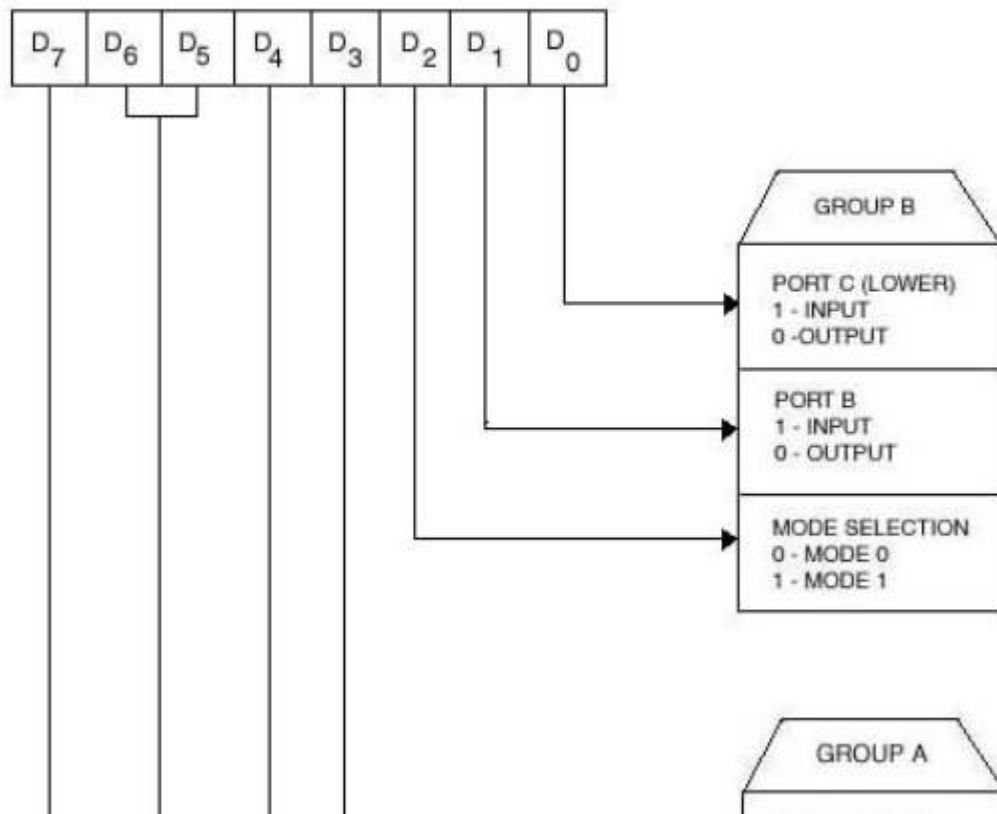 D7 D6 D5 D4 D3 D2 D1 D0
GROUP B
PORT C (LOWER)
1 - INPUT
0 -OUTPUT
PORT B
1 - INPUT
0 - OUTPUT
MODE SELECTION
0 - MODE 0
1 - MODE 1
GROUP A